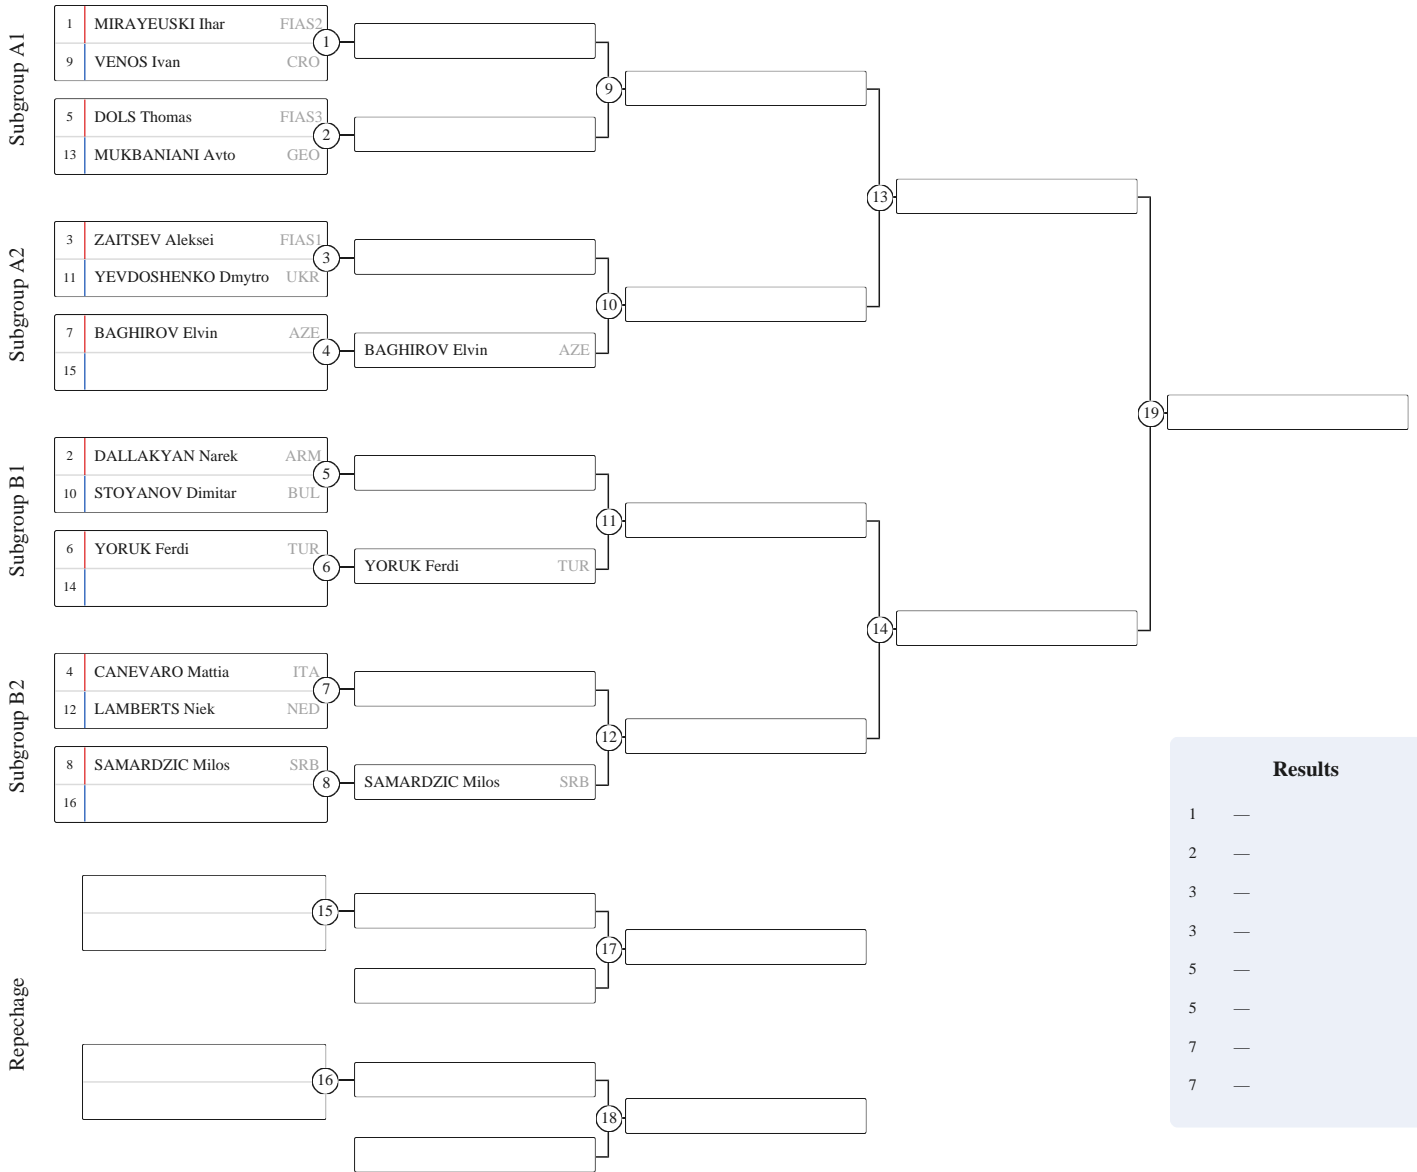 Subgroup A1
1 MIRAYEUSKI Ihar FIAS2
9 VENOS Ivan CRO
1
5 DOLS Thomas FIAS3
13 MUKBANIANI Avto GEO
2
9
Subgroup A2
3 ZAITSEV Aleksei FIAS1
11 YEVDOSHENKO Dmytro UKR
3
7 BAGHIROV Elvin AZE
15
4
BAGHIROV Elvin AZE
10
13
Subgroup B1
2 DALLAKYAN Narek ARM
10 STOYANOV Dimitar BUL
5
6 YORUK Ferdi TUR
14
6
YORUK Ferdi TUR
11
Subgroup B2
4 CANEVARO Mattia ITA
12 LAMBERTS Niek NED
7
8 SAMARDZIC Milos SRB
16
8
SAMARDZIC Milos SRB
12
14
19
Repechage
15
17
16
18
Results
1 —
2 —
3 —
3 —
5 —
5 —
7 —
7 —